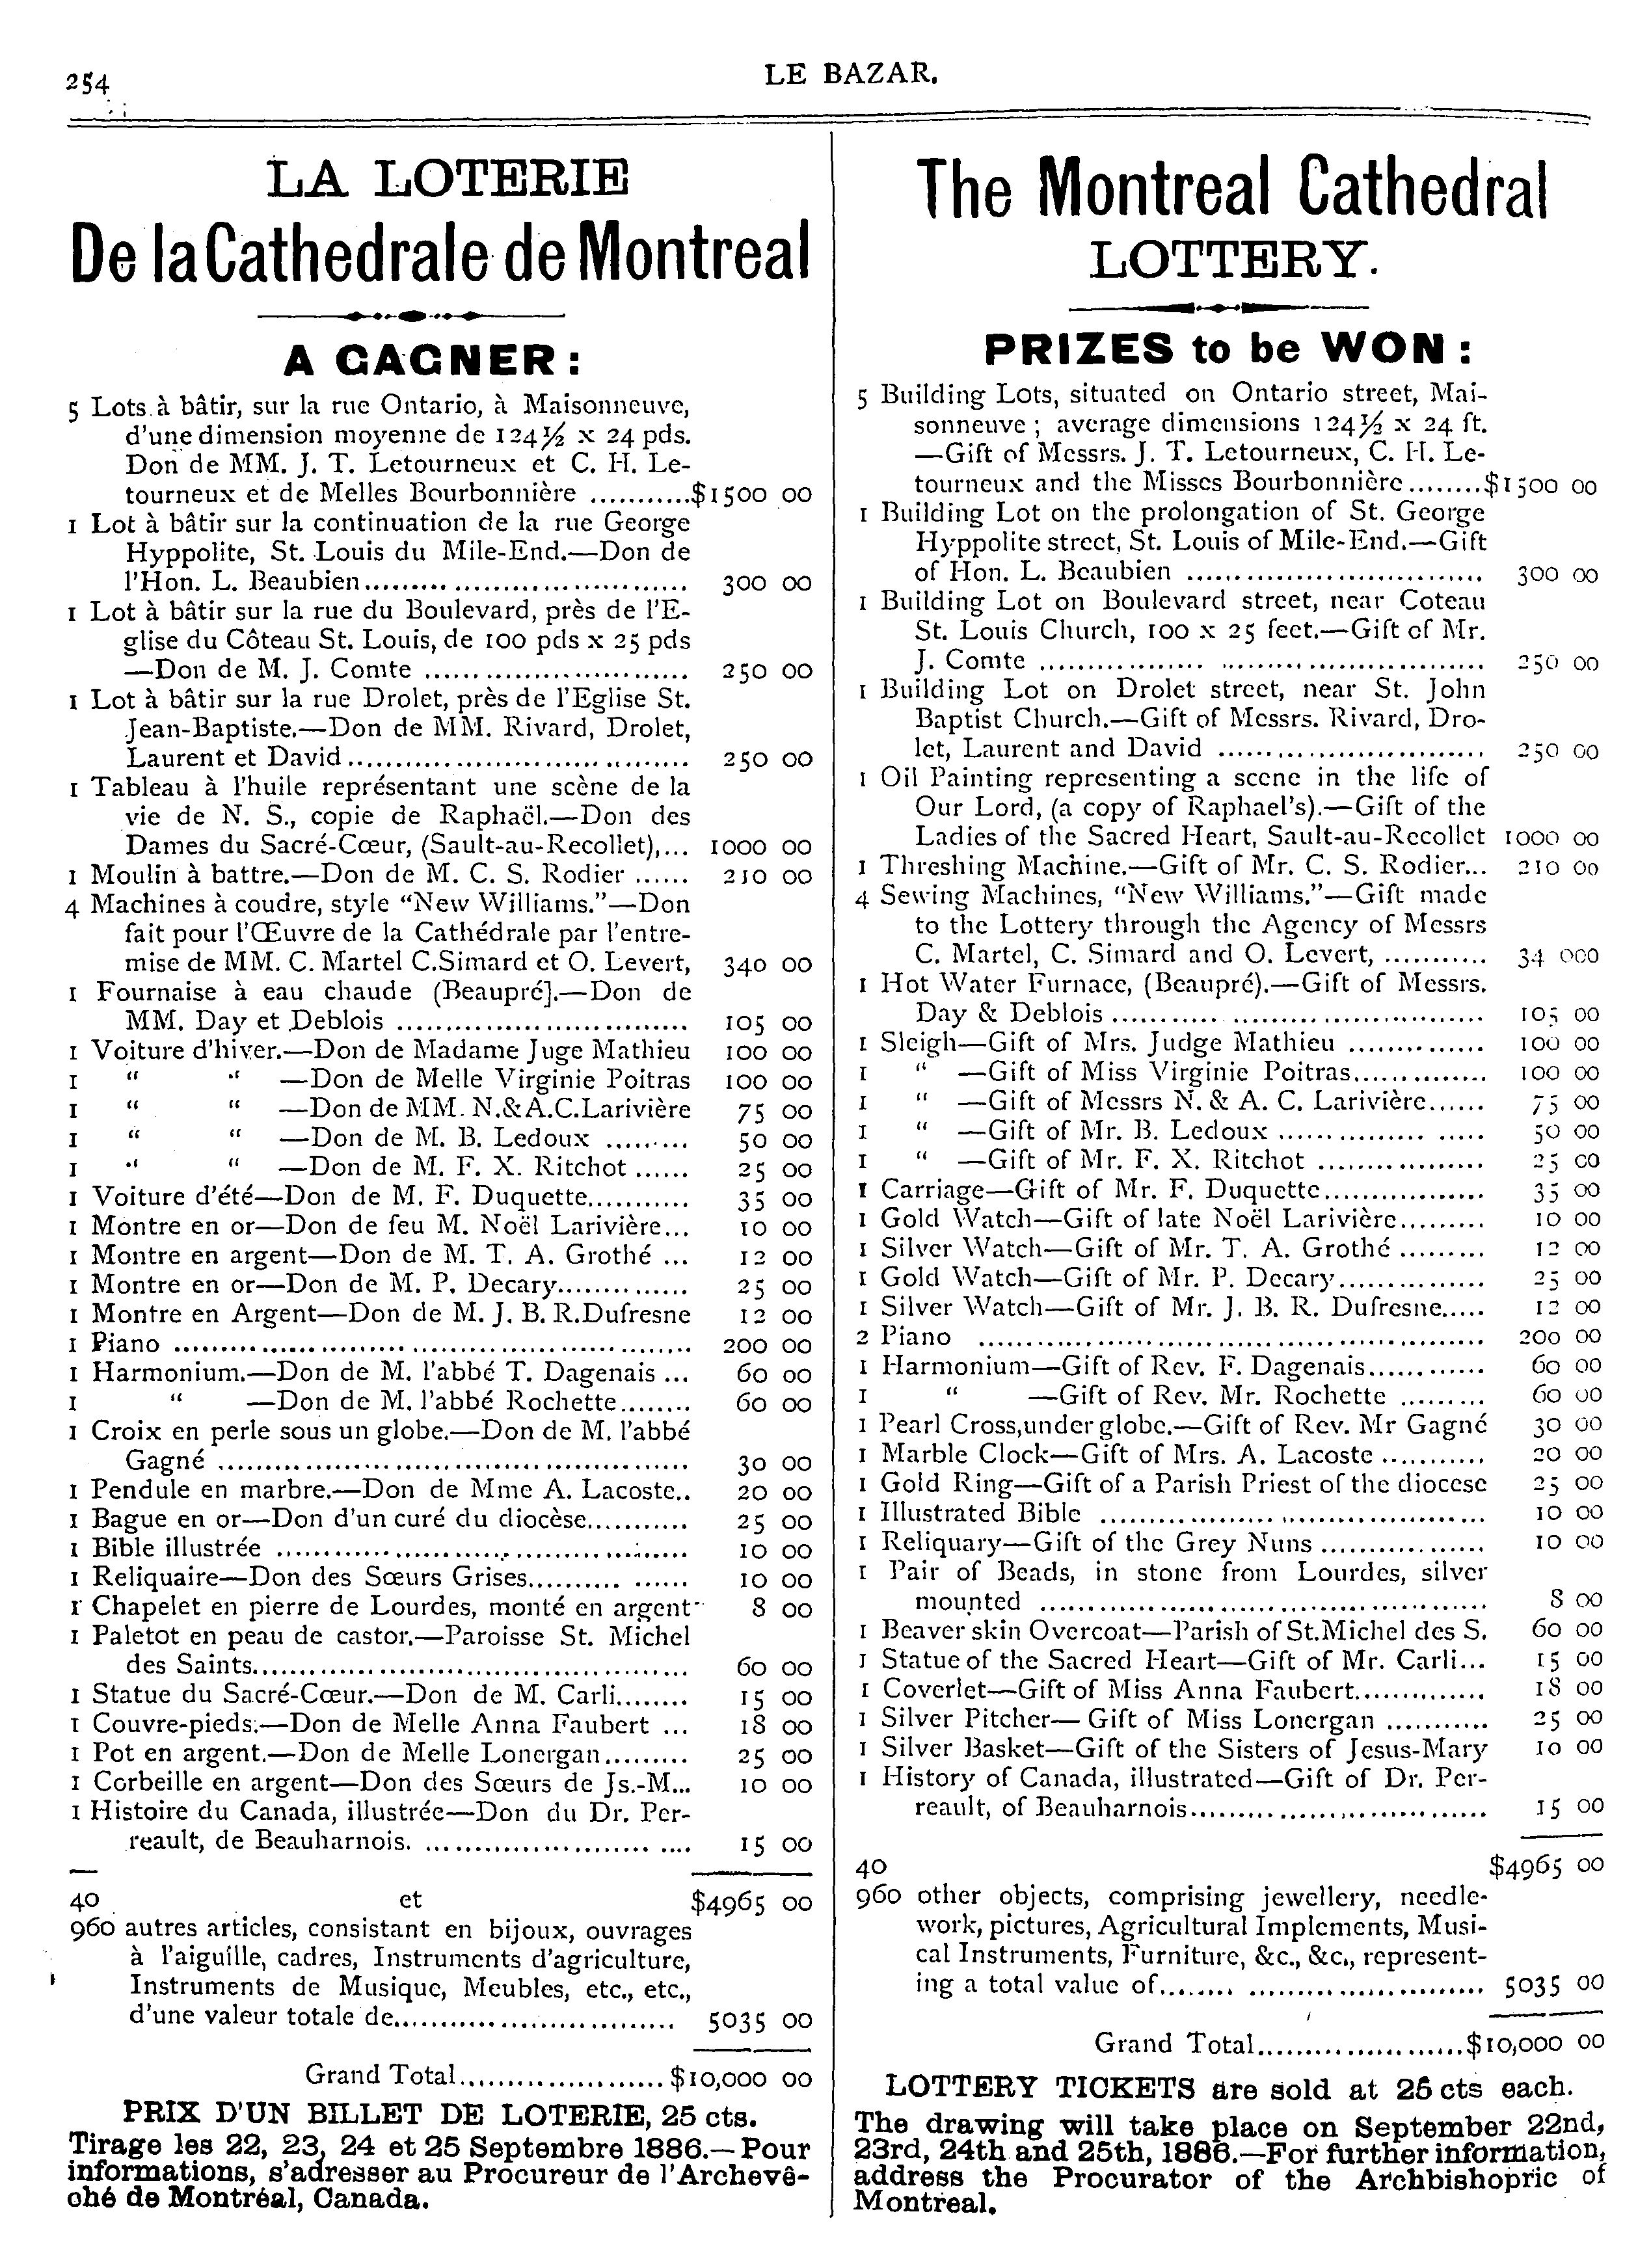 254
LE BAZAR.
LA LOTERIE
De la Cathedrale de Montreal
A GAGNER :
5 Lots à bâtir, sur la rue Ontario, à Maisonneuve,
d'une dimension moyenne de 124½ x 24 pds.
Don de MM. J. T. Letourneux et C. H. Le-
tourneux et de Melles Bourbonnière ...........$1500 00
1 Lot à bâtir sur la continuation de la rue George
Hyppolite, St. Louis du Mile-End.—Don de
l'Hon. L. Beaubien................................. 300 00
1 Lot à bâtir sur la rue du Boulevard, près de l'E-
glise du Côteau St. Louis, de 100 pds x 25 pds
—Don de M. J. Comte ........................... 250 00
1 Lot à bâtir sur la rue Drolet, près de l'Eglise St.
Jean-Baptiste.—Don de MM. Rivard, Drolet,
Laurent et David................................... 250 00
1 Tableau à l'huile représentant une scène de la
vie de N. S., copie de Raphaël.—Don des
Dames du Sacré-Cœur, (Sault-au-Recollet),... 1000 00
1 Moulin à battre.—Don de M. C. S. Rodier ...... 210 00
4 Machines à coudre, style "New Williams."—Don
fait pour l'Œuvre de la Cathédrale par l'entre-
mise de MM. C. Martel C.Simard et O. Levert, 340 00
1 Fournaise à eau chaude (Beaupré].—Don de
MM. Day et Deblois .............................. 105 00
1 Voiture d'hiver.—Don de Madame Juge Mathieu 100 00
1 " " —Don de Melle Virginie Poitras 100 00
1 " " —Don de MM. N.&A.C.Larivière 75 00
1 " " —Don de M. B. Ledoux ......... 50 00
1 " " —Don de M. F. X. Ritchot ...... 25 00
1 Voiture d'été—Don de M. F. Duquette........... 35 00
1 Montre en or—Don de feu M. Noël Larivière... 10 00
1 Montre en argent—Don de M. T. A. Grothé ... 12 00
1 Montre en or—Don de M. P. Decary.............. 25 00
1 Montre en Argent—Don de M. J. B. R.Dufresne 12 00
1 Piano ..................................................... 200 00
1 Harmonium.—Don de M. l'abbé T. Dagenais ... 60 00
1 " —Don de M. l'abbé Rochette........ 60 00
1 Croix en perle sous un globe.—Don de M. l'abbé
Gagné ................................................ 30 00
1 Pendule en marbre.—Don de Mme A. Lacoste.. 20 00
1 Bague en or—Don d'un curé du diocèse........... 25 00
1 Bible illustrée .......................................... 10 00
1 Reliquaire—Don des Sœurs Grises.......... ...... 10 00
1 Chapelet en pierre de Lourdes, monté en argent 8 00
1 Paletot en peau de castor.—Paroisse St. Michel
des Saints............................................. 60 00
1 Statue du Sacré-Cœur.—Don de M. Carli........ 15 00
1 Couvre-pieds.—Don de Melle Anna Faubert ... 18 00
1 Pot en argent.—Don de Melle Lonergan......... 25 00
1 Corbeille en argent—Don des Sœurs de Js.-M... 10 00
1 Histoire du Canada, illustrée—Don du Dr. Per-
reault, de Beauharnois. ....................... .... 15 00
40 et $4965 00
960 autres articles, consistant en bijoux, ouvrages
à l'aiguille, cadres, Instruments d'agriculture,
Instruments de Musique, Meubles, etc., etc.,
d'une valeur totale de............................. 5035 00
Grand Total..................... $10,000 00
PRIX D'UN BILLET DE LOTERIE, 25 cts.
Tirage les 22, 23, 24 et 25 Septembre 1886.—Pour
informations, s'adresser au Procureur de l'Archevê-
ché de Montréal, Canada.
The Montreal Cathedral
LOTTERY.
PRIZES to be WON :
5 Building Lots, situated on Ontario street, Mai-
sonneuve ; average dimensions 124½ x 24 ft.
—Gift of Messrs. J. T. Letourneux, C. H. Le-
tourneux and the Misses Bourbonnière........$1500 00
1 Building Lot on the prolongation of St. George
Hyppolite street, St. Louis of Mile-End.—Gift
of Hon. L. Beaubien .............................. 300 00
1 Building Lot on Boulevard street, near Coteau
St. Louis Church, 100 x 25 feet.—Gift of Mr.
J. Comte .............................................. 250 00
1 Building Lot on Drolet street, near St. John
Baptist Church.—Gift of Messrs. Rivard, Dro-
let, Laurent and David ........................... 250 00
1 Oil Painting representing a scene in the life of
Our Lord, (a copy of Raphael's).—Gift of the
Ladies of the Sacred Heart, Sault-au-Recollet 1000 00
1 Threshing Machine.—Gift of Mr. C. S. Rodier... 210 00
4 Sewing Machines, "New Williams."—Gift made
to the Lottery through the Agency of Messrs
C. Martel, C. Simard and O. Levert, ........... 34 000
1 Hot Water Furnace, (Beaupré).—Gift of Messrs.
Day & Deblois ...................................... 105 00
1 Sleigh—Gift of Mrs. Judge Mathieu .............. 100 00
1 " —Gift of Miss Virginie Poitras.............. 100 00
1 " —Gift of Messrs N. & A. C. Larivière...... 75 00
1 " —Gift of Mr. B. Ledoux ............... ..... 50 00
1 " —Gift of Mr. F. X. Ritchot ................. 25 00
1 Carriage—Gift of Mr. F. Duquette................. 35 00
1 Gold Watch—Gift of late Noël Larivière......... 10 00
1 Silver Watch—Gift of Mr. T. A. Grothé ......... 12 00
1 Gold Watch—Gift of Mr. P. Decary............... 25 00
1 Silver Watch—Gift of Mr. J. B. R. Dufresne..... 12 00
2 Piano ................................................... 200 00
1 Harmonium—Gift of Rev. F. Dagenais............ 60 00
1 " —Gift of Rev. Mr. Rochette ......... 60 00
1 Pearl Cross,under globe.—Gift of Rev. Mr Gagné 30 00
1 Marble Clock—Gift of Mrs. A. Lacoste ........... 20 00
1 Gold Ring—Gift of a Parish Priest of the diocese 25 00
1 Illustrated Bible ....................................... 10 00
1 Reliquary—Gift of the Grey Nuns ................. 10 00
1 Pair of Beads, in stone from Lourdes, silver
mounted .............................................. 8 00
1 Beaver skin Overcoat—Parish of St.Michel des S. 60 00
1 Statue of the Sacred Heart—Gift of Mr. Carli... 15 00
1 Coverlet—Gift of Miss Anna Faubert.............. 18 00
1 Silver Pitcher— Gift of Miss Lonergan ........... 25 00
1 Silver Basket—Gift of the Sisters of Jesus-Mary 10 00
1 History of Canada, illustrated—Gift of Dr. Per-
reault, of Beauharnois.............................. 15 00
40 $4965 00
960 other objects, comprising jewellery, needle-
work, pictures, Agricultural Implements, Musi-
cal Instruments, Furniture, &c., &c., represent-
ing a total value of........ ........................ 5035 00
Grand Total.....................$10,000 00
LOTTERY TICKETS are sold at 25 cts each.
The drawing will take place on September 22nd,
23rd, 24th and 25th, 1886.—For further information,
address the Procurator of the Archbishopric of
Montreal.